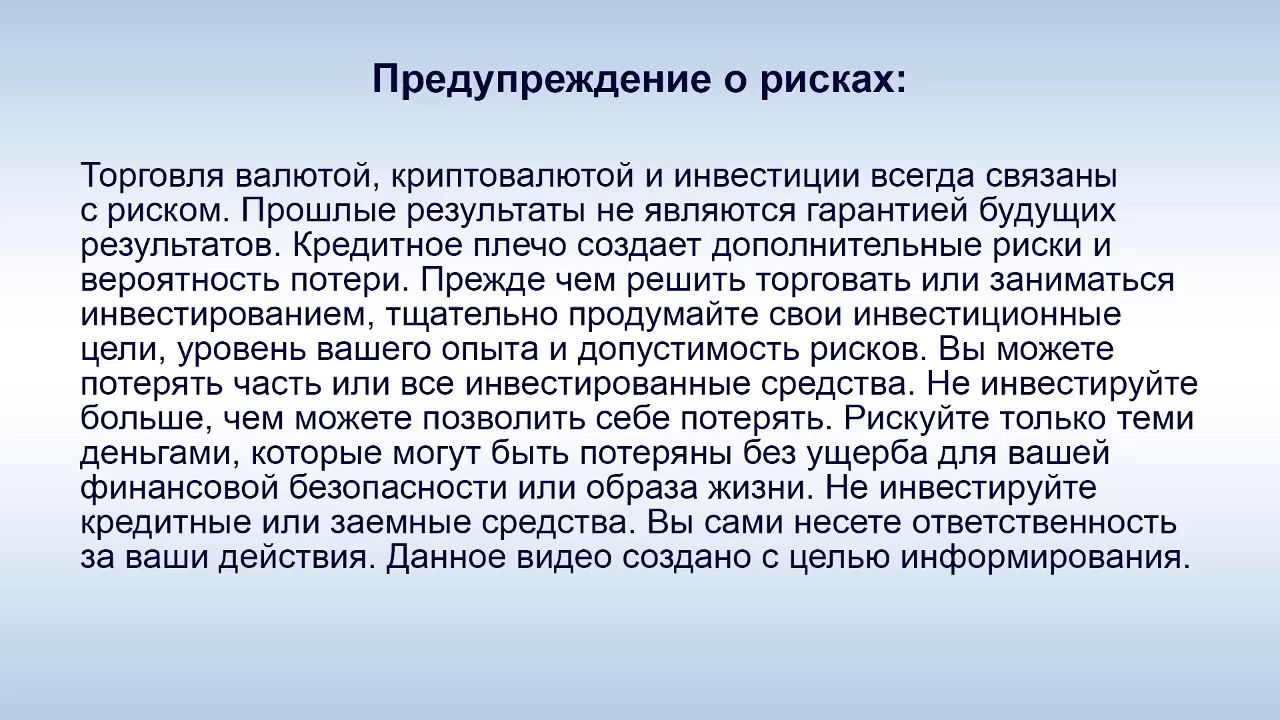 Предупреждение о рисках:
Торговля валютой, криптовалютой и инвестиции всегда связаны
с риском. Прошлые результаты не являются гарантией будущих
результатов. Кредитное плечо создает дополнительные риски и
вероятность потери. Прежде чем решить торговать или заниматься
инвестированием, тщательно продумайте свои инвестиционные
цели, уровень вашего опыта и допустимость рисков. Вы можете
потерять часть или все инвестированные средства. Не инвестируйте
больше, чем можете позволить себе потерять. Рискуйте только теми
деньгами, которые могут быть потеряны без ущерба для вашей
финансовой безопасности или образа жизни. Не инвестируйте
кредитные или заемные средства. Вы сами несете ответственность
за ваши действия. Данное видео создано с целью информирования.